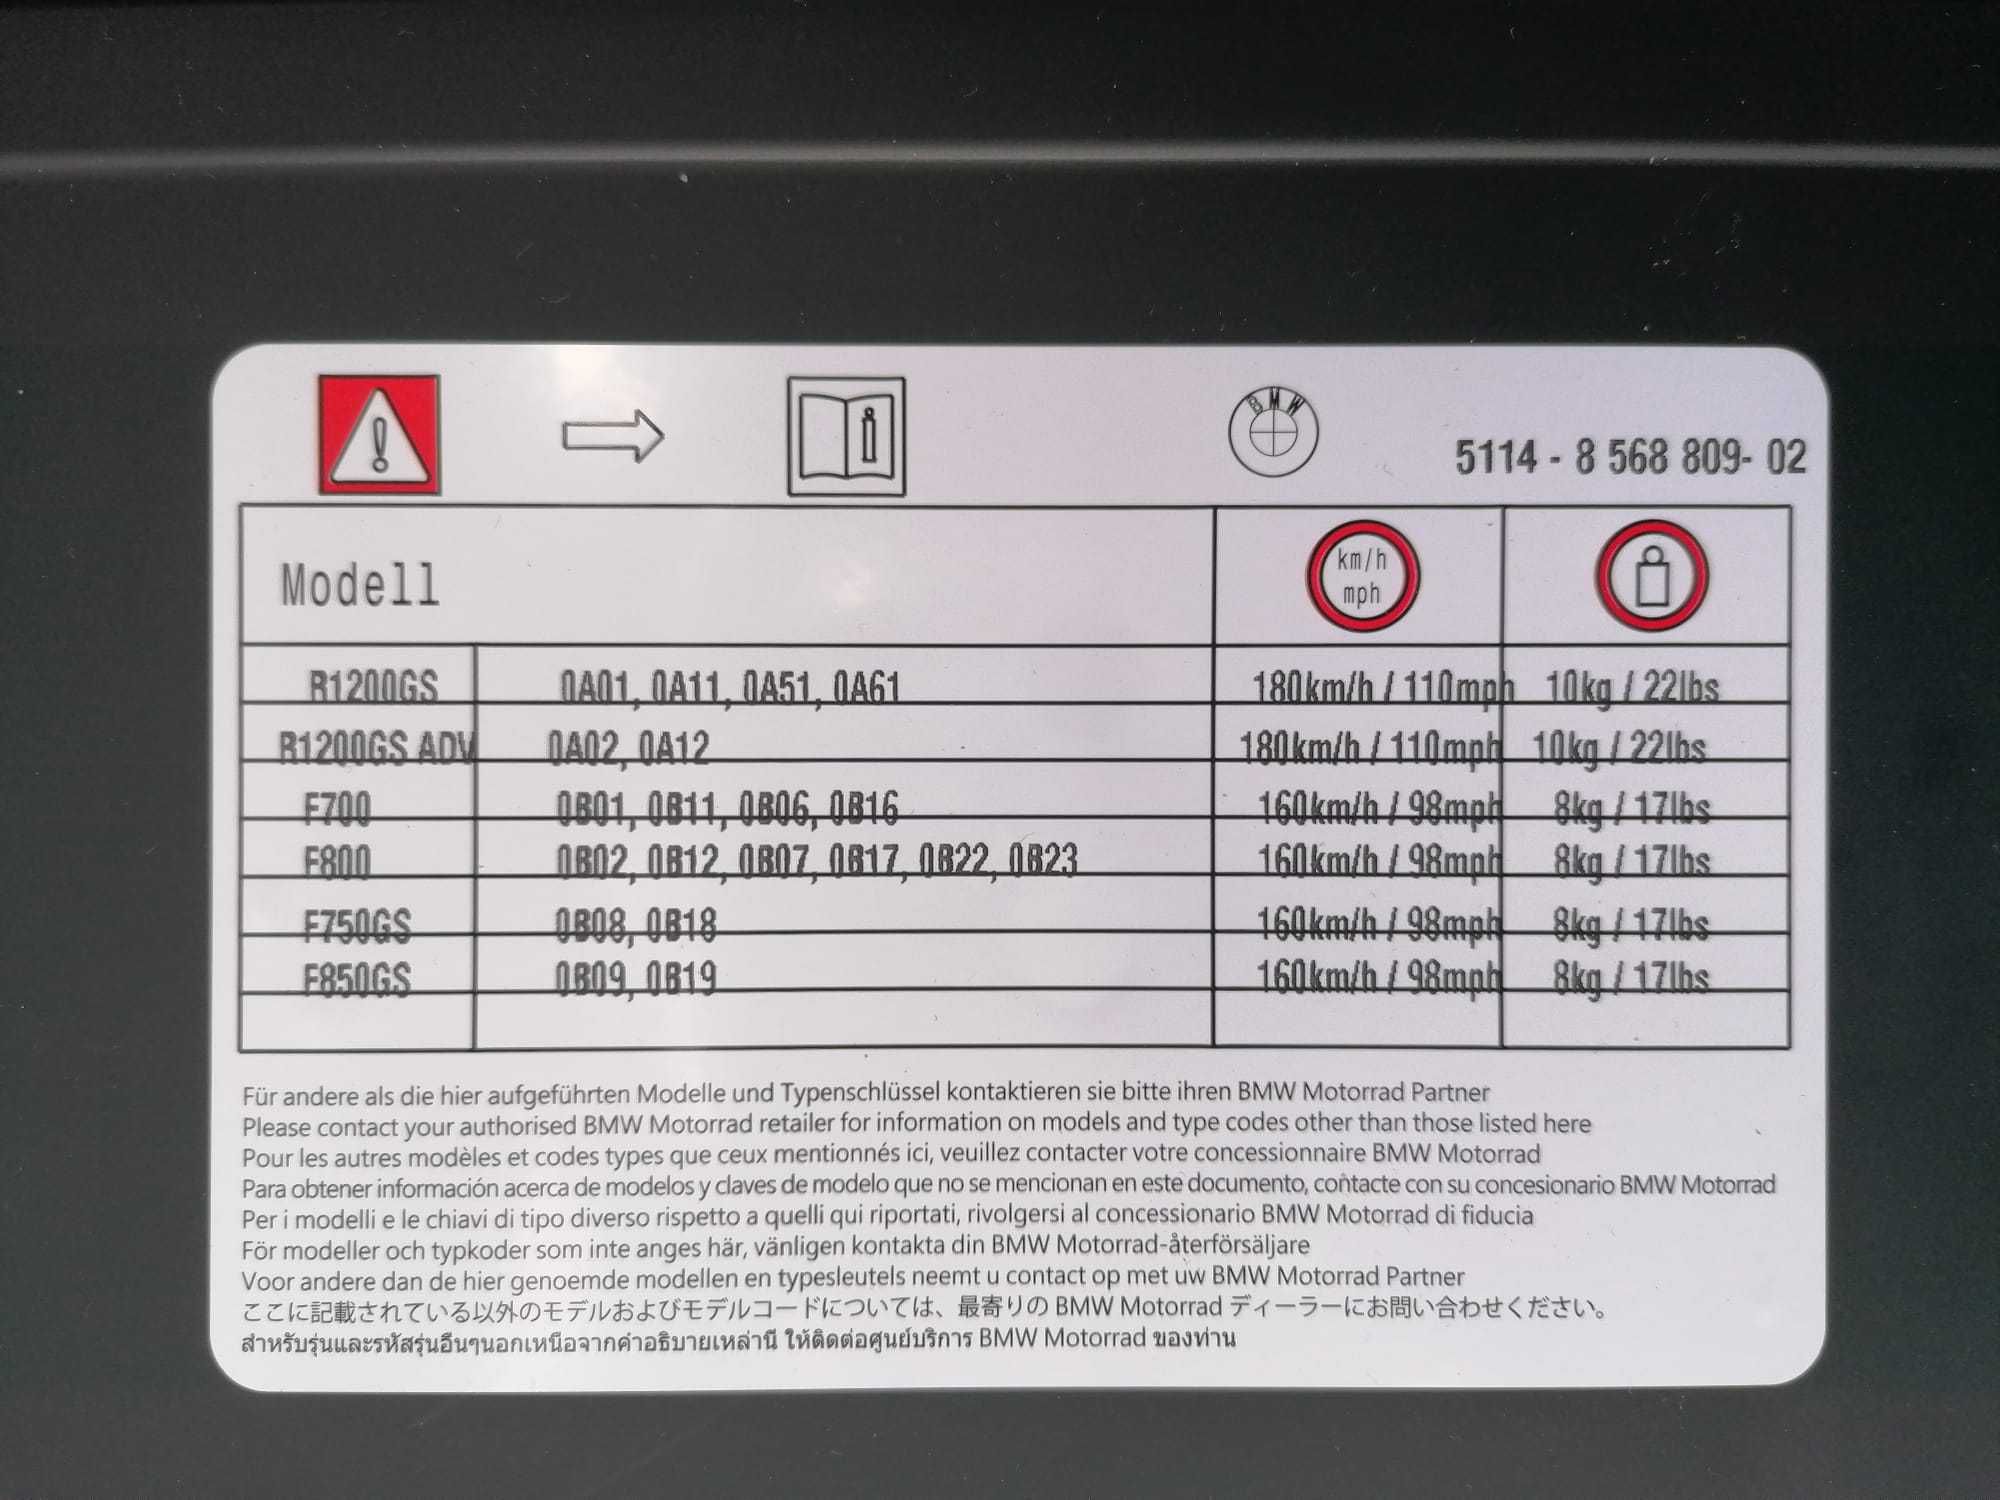 BMW
5114 - 8 568 809- 02
Modell km/h
mph
R1200GS 0A01, 0A11, 0A51, 0A61 180km/h / 110mph 10kg / 22lbs
R1200GS ADV 0A02, 0A12 180km/h / 110mph 10kg / 22lbs
F700 0B01, 0B11, 0B06, 0B16 160km/h / 98mph 8kg / 17lbs
F800 0B02, 0B12, 0B07, 0B17, 0B22, 0B23 160km/h / 98mph 8kg / 17lbs
F750GS 0B08, 0B18 160km/h / 98mph 8kg / 17lbs
F850GS 0B09, 0B19 160km/h / 98mph 8kg / 17lbs
Für andere als die hier aufgeführten Modelle und Typenschlüssel kontaktieren sie bitte ihren BMW Motorrad Partner
Please contact your authorised BMW Motorrad retailer for information on models and type codes other than those listed here
Pour les autres modèles et codes types que ceux mentionnés ici, veuillez contacter votre concessionnaire BMW Motorrad
Para obtener información acerca de modelos y claves de modelo que no se mencionan en este documento, contacte con su concesionario BMW Motorrad
Per i modelli e le chiavi di tipo diverso rispetto a quelli qui riportati, rivolgersi al concessionario BMW Motorrad di fiducia
För modeller och typkoder som inte anges här, vänligen kontakta din BMW Motorrad-återförsäljare
Voor andere dan de hier genoemde modellen en typesleutels neemt u contact op met uw BMW Motorrad Partner
ここに記載されている以外のモデルおよびモデルコードについては、最寄りの BMW Motorrad ディーラーにお問い合わせください。
สำหรับรุ่นและรหัสรุ่นอื่นๆนอกเหนือจากคำอธิบายเหล่านี้ ให้ติดต่อศูนย์บริการ BMW Motorrad ของท่าน